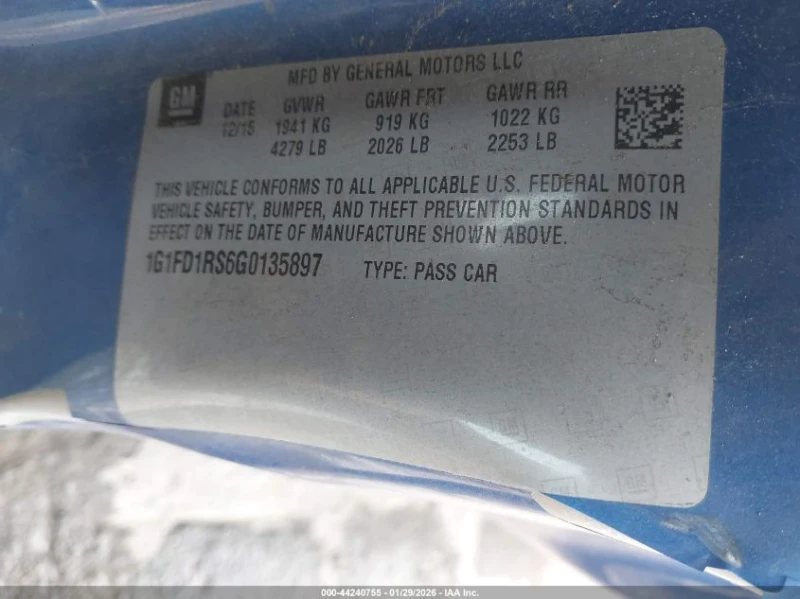 MFD BY GENERAL MOTORS LLC
GM
DATE GVWR GAWR FRT GAWR RR
12/15 1941 KG 919 KG 1022 KG
4279 LB 2026 LB 2253 LB
THIS VEHICLE CONFORMS TO ALL APPLICABLE U.S. FEDERAL MOTOR
VEHICLE SAFETY, BUMPER, AND THEFT PREVENTION STANDARDS IN
EFFECT ON THE DATE OF MANUFACTURE SHOWN ABOVE.
1G1FD1RS6G0135897 TYPE: PASS CAR
000-44240755 - 01/29/2026 - IAA Inc.